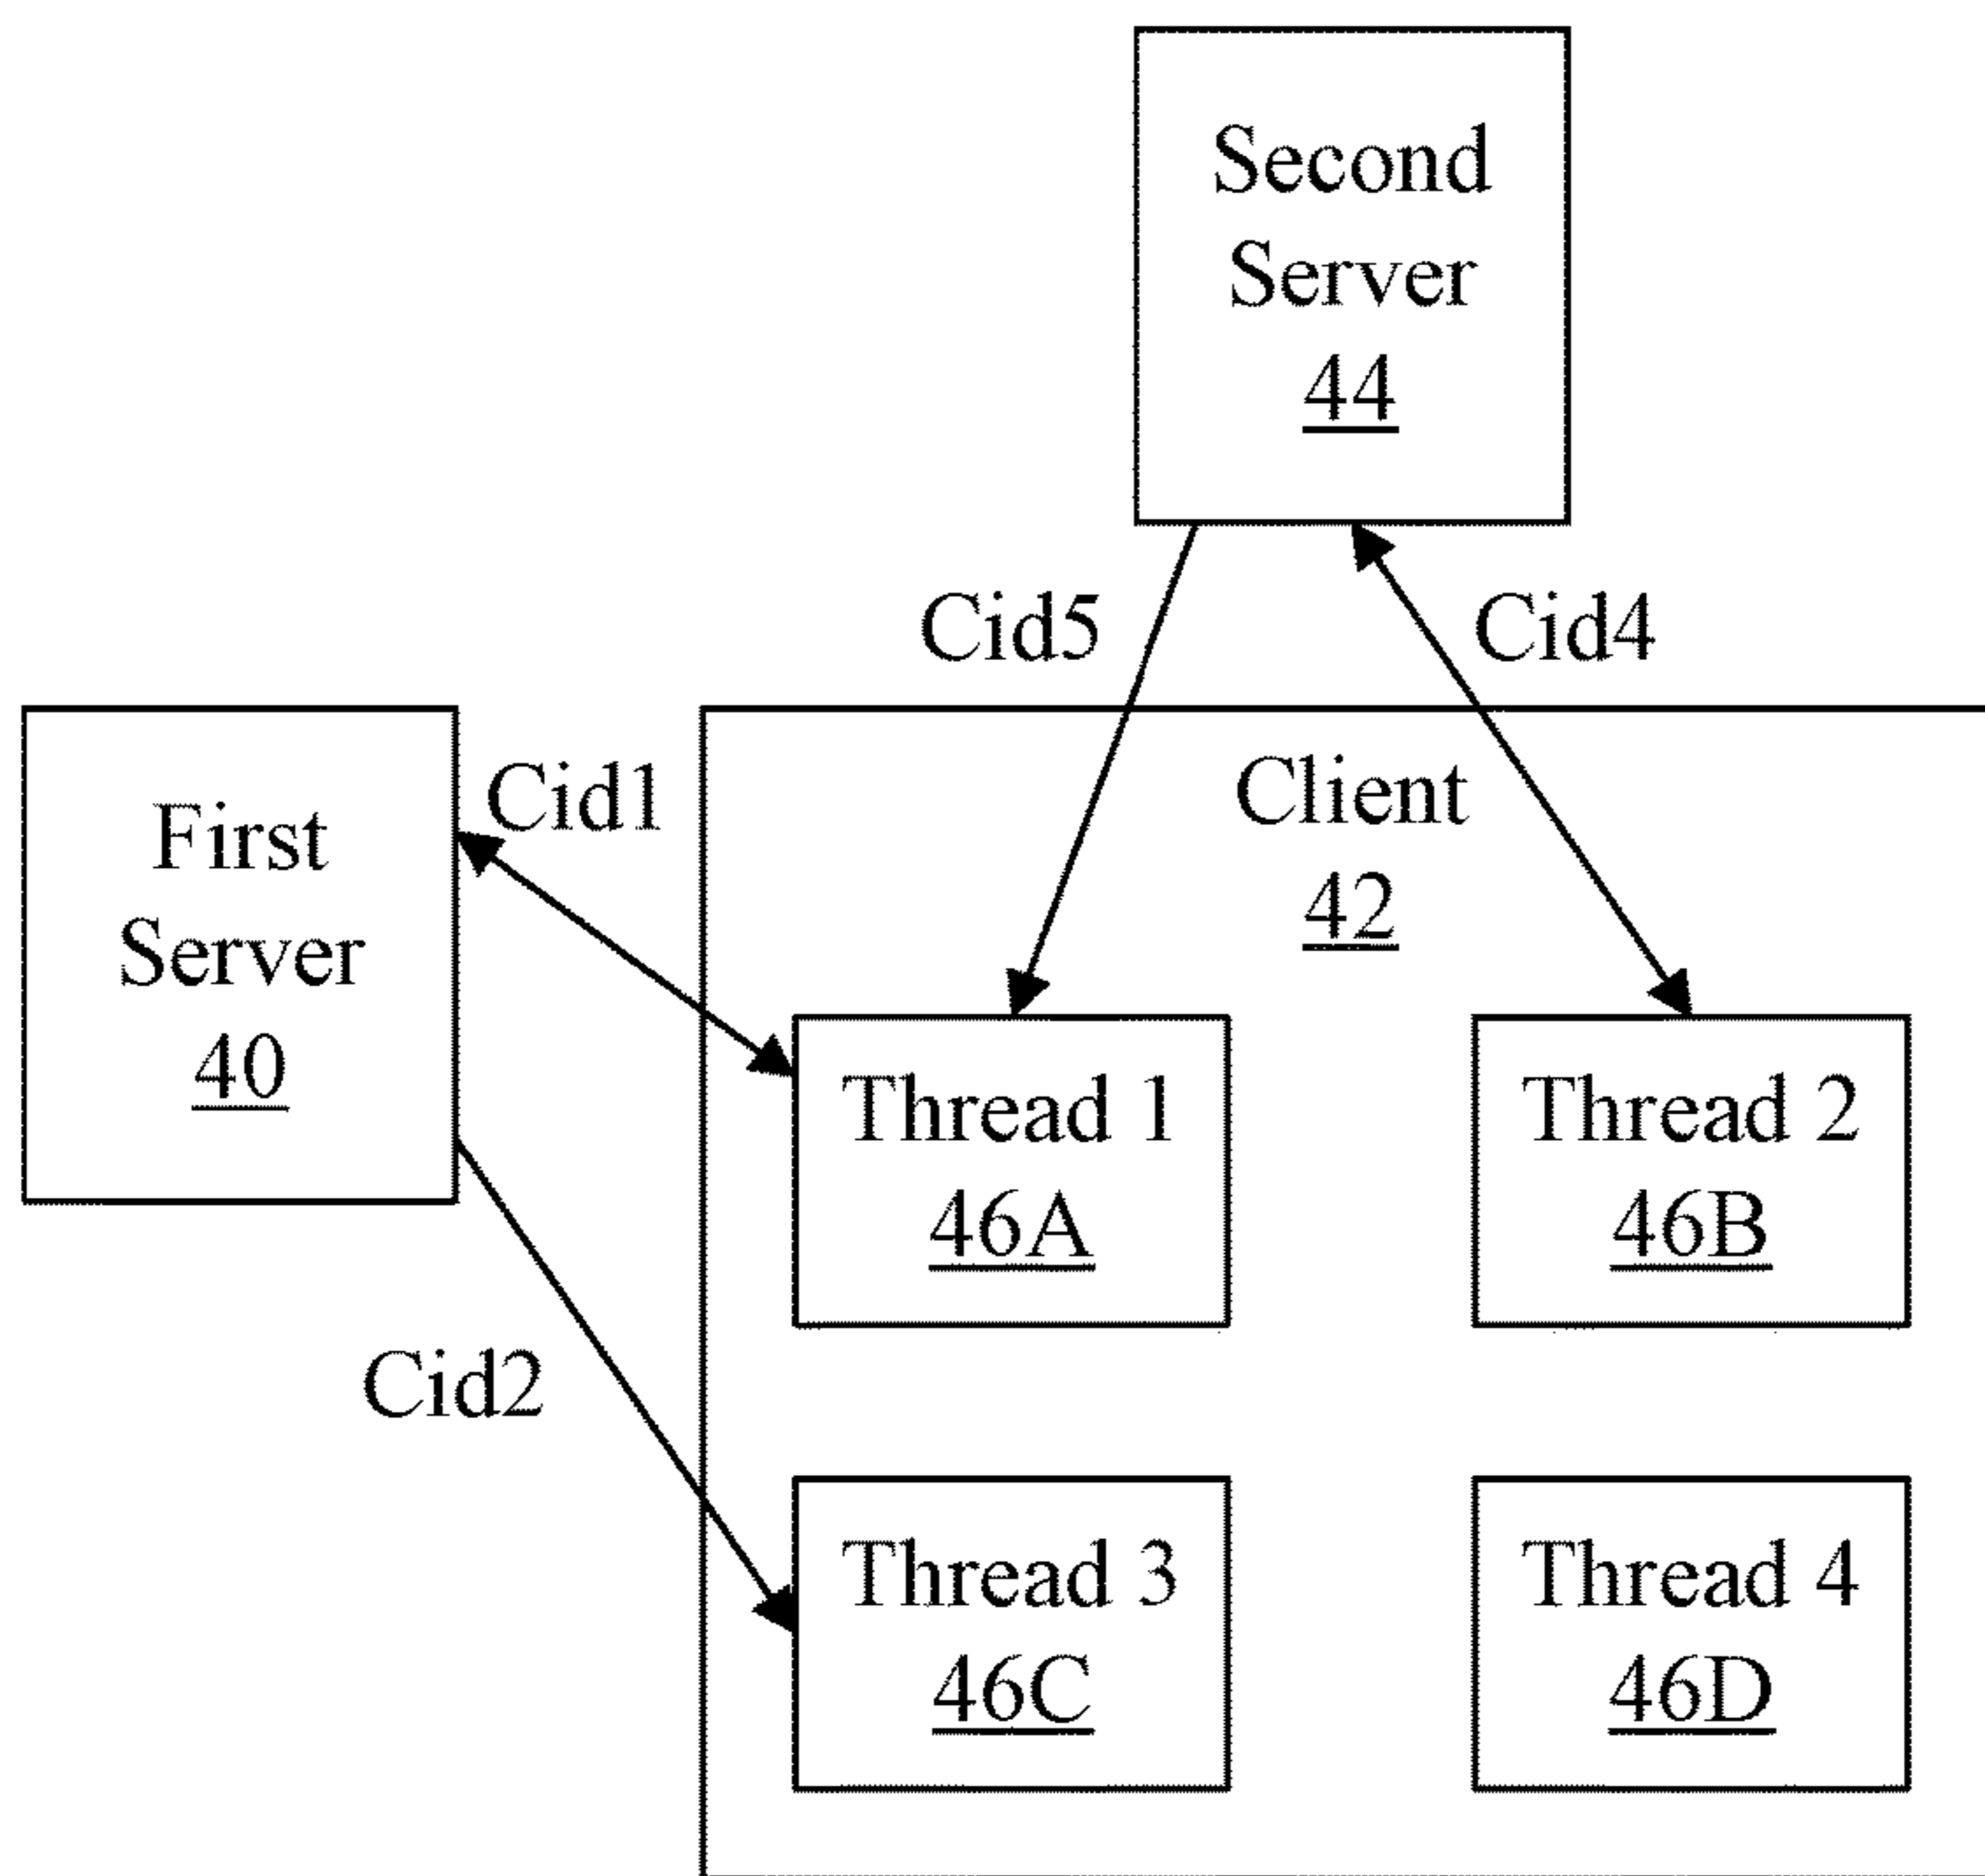 Second
Server
44
Cid5
Cid4
First
Server
40
Cid1
Client
42
Thread 1
46A
Thread 2
46B
Cid2
Thread 3
46C
Thread 4
46D